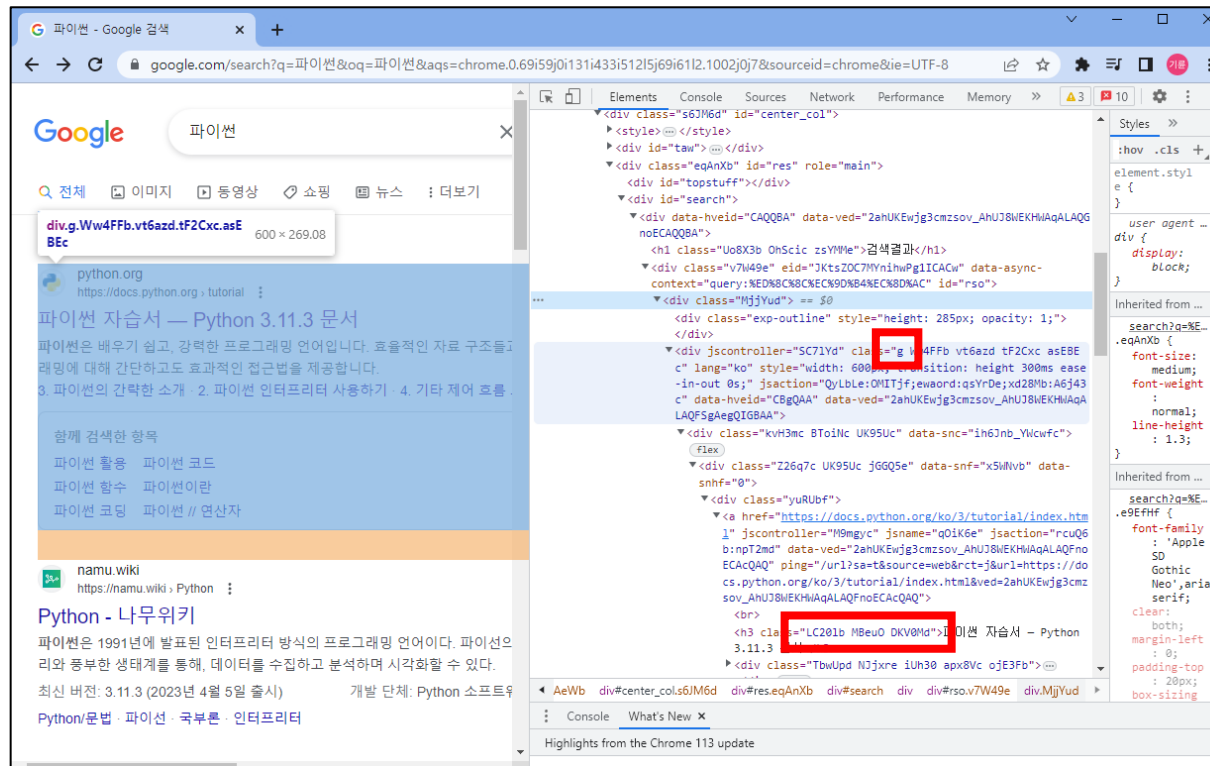 파이썬 - Google 검색
google.com/search?q=파이썬&oq=파이썬&aqs=chrome.0.69i59j0i131i433i512l5j69i61l2.1002j0j7&sourceid=chrome&ie=UTF-8
기름
Google
파이썬
전체 이미지 동영상 쇼핑 뉴스 더보기
div.g.Ww4FFb.vt6azd.tF2Cxc.asE
BEc
600 × 269.08
python.org
https://docs.python.org › tutorial
파이썬 자습서 — Python 3.11.3 문서
파이썬은 배우기 쉽고, 강력한 프로그래밍 언어입니다. 효율적인 자료 구조들고
래밍에 대해 간단하고도 효과적인 접근법을 제공합니다.
3. 파이썬의 간략한 소개 · 2. 파이썬 인터프리터 사용하기 · 4. 기타 제어 흐름
함께 검색한 항목
파이썬 활용 파이썬 코드
파이썬 함수 파이썬이란
파이썬 코딩 파이썬 // 연산자
namu.wiki
https://namu.wiki › Python
Python - 나무위키
파이썬은 1991년에 발표된 인터프리터 방식의 프로그래밍 언어이다. 파이선의
리와 풍부한 생태계를 통해, 데이터를 수집하고 분석하며 시각화할 수 있다.
최신 버전: 3.11.3 (2023년 4월 5일 출시) 개발 단체: Python 소프트웨
Python/문법 · 파이선 · 국부론 · 인터프리터
Elements Console Sources Network Performance Memory » 3 10
<div class="s6JM6d" id="center_col">
<style>…</style>
<div id="taw">…</div>
<div class="eqAnXb" id="res" role="main">
<div id="topstuff"></div>
<div id="search">
<div data-hveid="CAQQBA" data-ved="2ahUKEwjg3cmzsov_AhUJ8WEKHWAqALAQG
noECAQQBA">
<h1 class="Uo8X3b OhScic zsYMMe">검색결과</h1>
<div class="v7W49e" eid="JKtsZOC7MYnihwPg1ICACw" data-async-
context="query:%ED%8C%8C%EC%9D%B4%EC%8D%AC" id="rso">
<div class="MjjYud"> == $0
<div class="exp-outline" style="height: 285px; opacity: 1;">
</div>
<div jscontroller="SC7lYd" class="g Ww4FFb vt6azd tF2Cxc asEBE
c" lang="ko" style="width: 600px; transition: height 300ms ease
-in-out 0s;" jsaction="QyLbLe:OMITjf;ewaord:qsYrDe;xd28Mb:A6j43
c" data-hveid="CBgQAA" data-ved="2ahUKEwjg3cmzsov_AhUJ8WEKHWAqA
LAQFSgAegQIGBAA">
<div class="kvH3mc BToiNc UK95Uc" data-snc="ih6Jnb_YWcwfc">
flex
<div class="Z26q7c UK95Uc jGGQ5e" data-snf="x5WNvb" data-
snhf="0">
<div class="yuRUbf">
<a href="https://docs.python.org/ko/3/tutorial/index.htm
l" jscontroller="M9mgyc" jsname="qOiK6e" jsaction="rcuQ6
b:npT2md" data-ved="2ahUKEwjg3cmzsov_AhUJ8WEKHWAqALAQFno
ECAcQAQ" ping="/url?sa=t&source=web&rct=j&url=https://do
cs.python.org/ko/3/tutorial/index.html&ved=2ahUKEwjg3cmz
sov_AhUJ8WEKHWAqALAQFnoECAcQAQ">
<br>
<h3 class="LC20lb MBeuO DKV0Md">파이썬 자습서 — Python
3.11.3
<div class="TbwUpd NJjxre iUh30 apx8Vc ojE3Fb">…
AeWb div#center_col.s6JM6d div#res.eqAnXb div#search div div#rso.v7W49e div.MjjYud
Styles »
:hov .cls +
element.styl
e {
}
user agent …
div {
display:
block;
}
Inherited from …
search?q=%E…
.eqAnXb {
font-size:
medium;
font-weight
:
normal;
line-height
: 1.3;
}
Inherited from …
search?q=%E…
.e9EfHf {
font-family
: 'Apple
SD
Gothic
Neo',aria
serif;
clear:
both;
margin-left
: 0;
padding-top
: 20px;
box-sizing
Console What's New
Highlights from the Chrome 113 update